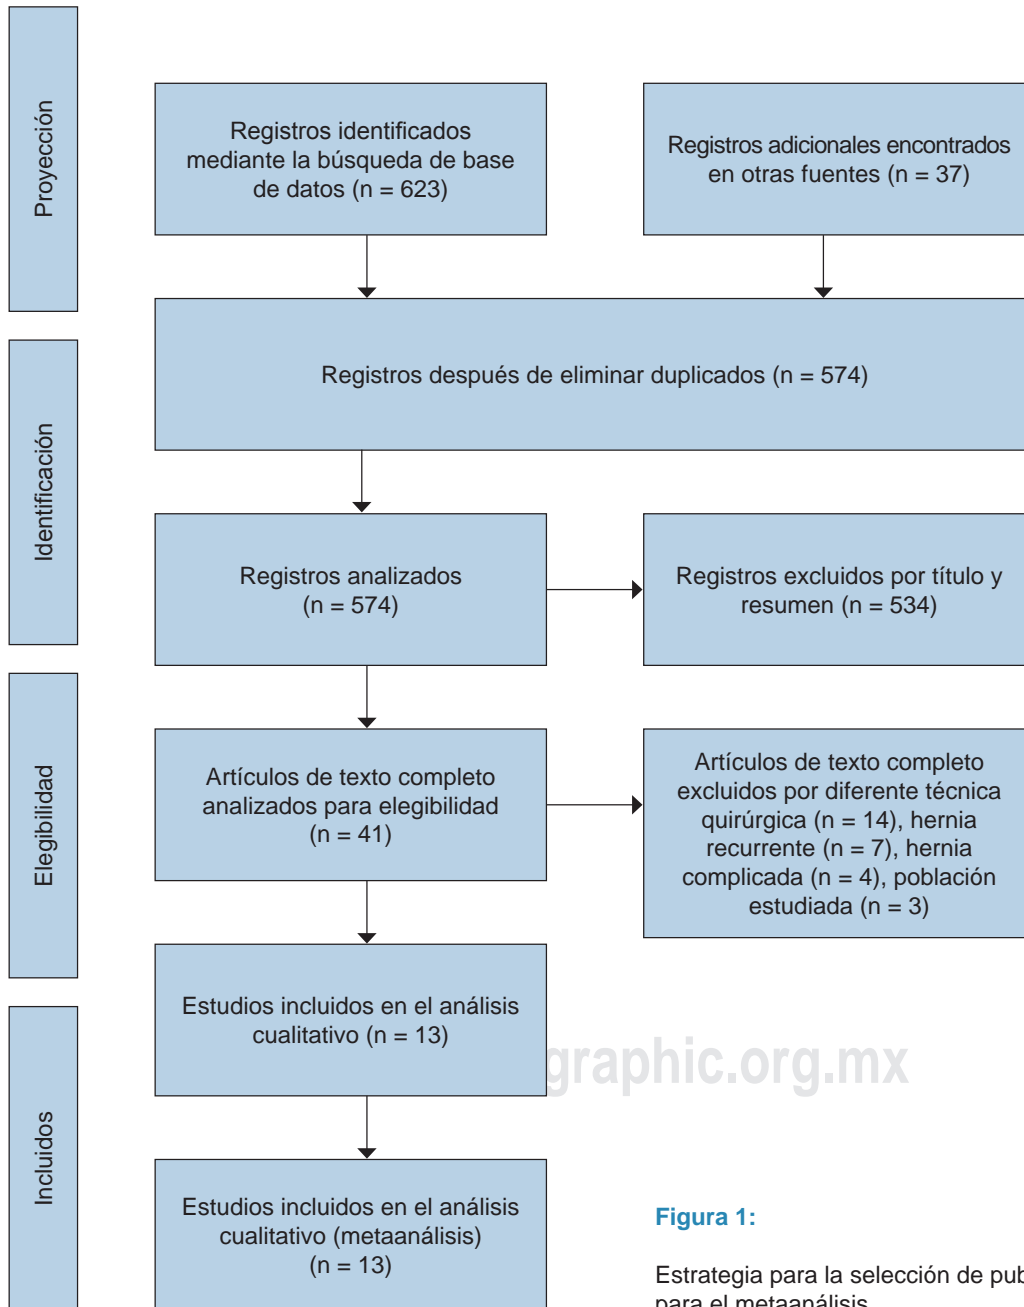 Proyección
Registros identificados
mediante la búsqueda de base
de datos (n = 623)
Registros adicionales encontrados
en otras fuentes (n = 37)
Registros después de eliminar duplicados (n = 574)
Identificación
Registros analizados
(n = 574)
Registros excluidos por título y
resumen (n = 534)
Elegibilidad
Artículos de texto completo
analizados para elegibilidad
(n = 41)
Artículos de texto completo
excluidos por diferente técnica
quirúrgica (n = 14), hernia
recurrente (n = 7), hernia
complicada (n = 4), población
estudiada (n = 3)
Estudios incluidos en el análisis
cualitativo (n = 13)
graphic.org.mx
Incluidos
Estudios incluidos en el análisis
cualitativo (metaanálisis)
(n = 13)
Figura 1:
Estrategia para la selección de pub
para el metaanálisis